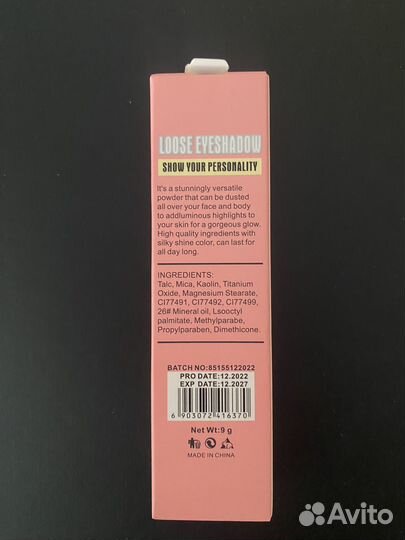 LOOSE EYESHADOW
SHOW YOUR PERSONALITY
It's a stunningly versatile
powder that can be dusted
all over your face and body
to addluminous highlights to
your skin for a gorgeous glow.
High quality ingredients with
silky shine color, can last for
all day long.
INGREDIENTS:
Talc, Mica, Kaolin, Titanium
Oxide, Magnesium Stearate,
CI77491, CI77492, CI77499,
26# Mineral oil, Lsooctyl
palmitate, Methylparabe,
Propylparaben, Dimethicone.
BATCH NO:85155122022
PRO DATE:12.2022
EXP DATE:12.2027
6 903072 416370
Net Wt:9 g
MADE IN CHINA
Avito